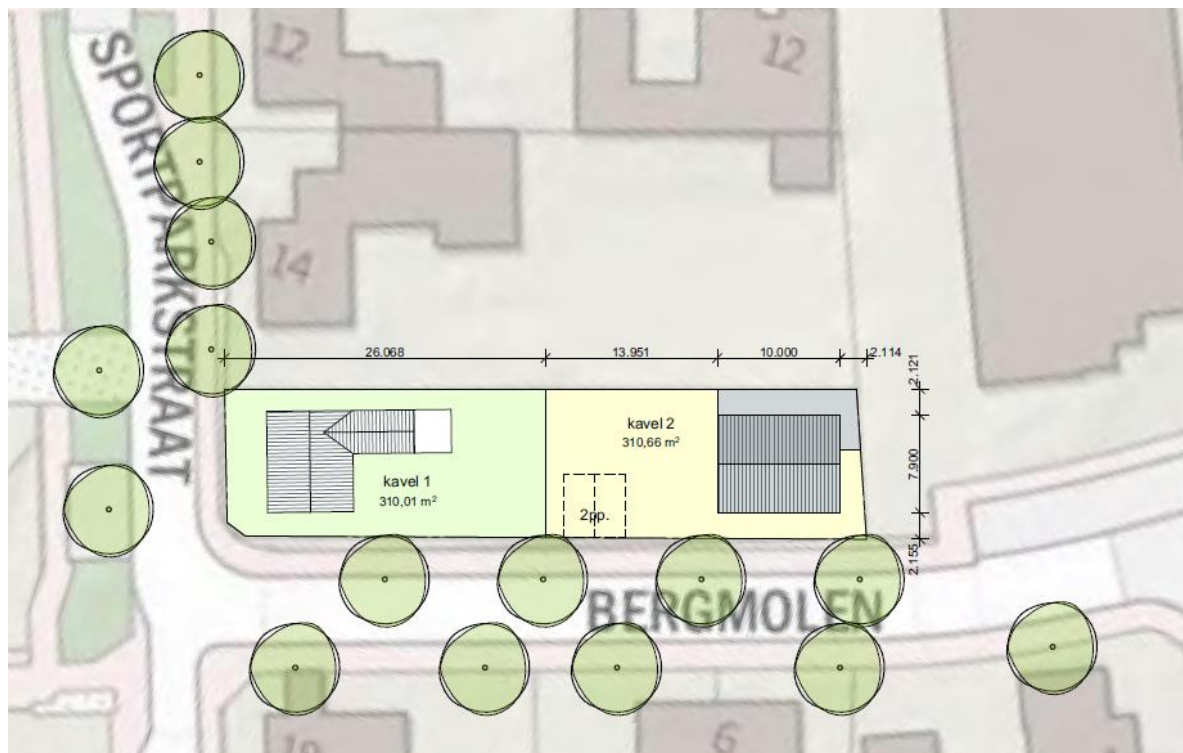 12
12
SPORTPARKSTRAAT
14
26.068
13.951
10.000
2.114
2.121
kavel 2
310,66 m²
kavel 1
310,01 m²
7.900
2pp.
2.155
BERGMOLEN
19
6